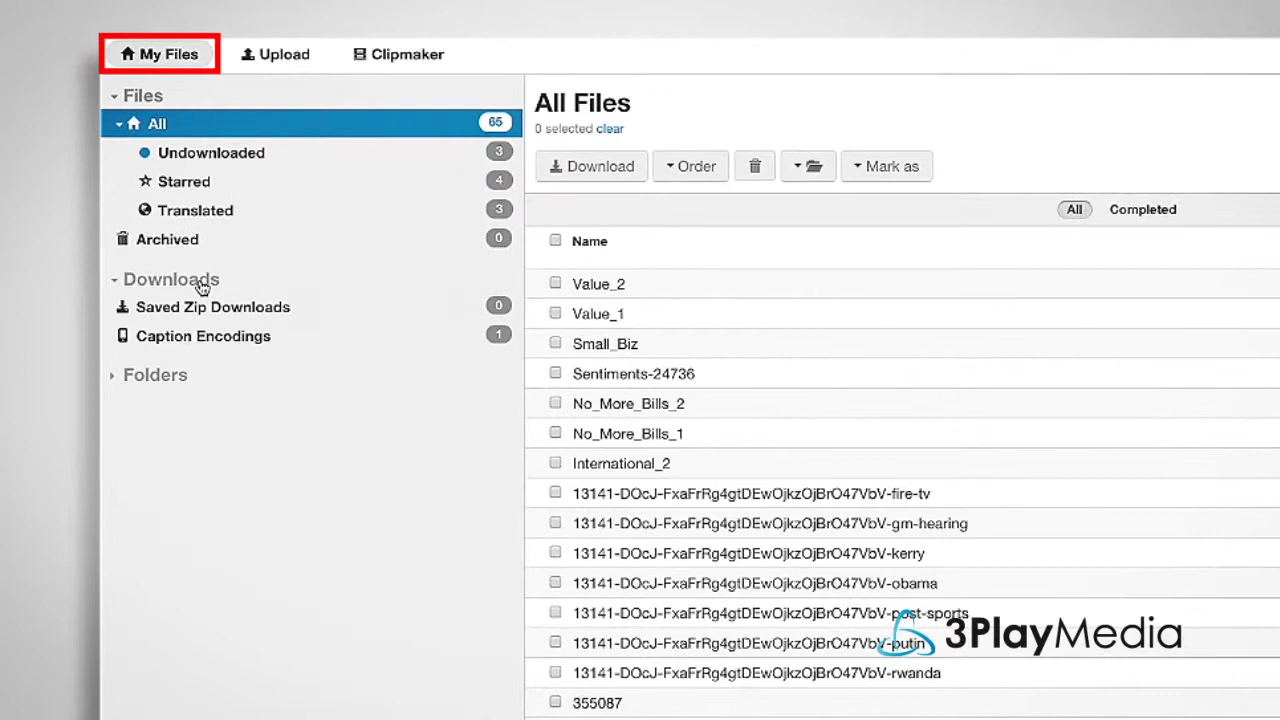 My Files
Upload
Clipmaker
Files
All
65
Undownloaded
3
Starred
4
Translated
3
Archived
0
Downloads
Saved Zip Downloads
0
Caption Encodings
1
Folders
All Files
0 selected clear
Download
Order
Mark as
All
Completed
Name
Value_2
Value_1
Small_Biz
Sentiments-24736
No_More_Bills_2
No_More_Bills_1
International_2
13141-DOcJ-FxaFrRg4gtDEwOjkzOjBrO47VbV-fire-tv
13141-DOcJ-FxaFrRg4gtDEwOjkzOjBrO47VbV-gm-hearing
13141-DOcJ-FxaFrRg4gtDEwOjkzOjBrO47VbV-kerry
13141-DOcJ-FxaFrRg4gtDEwOjkzOjBrO47VbV-obama
13141-DOcJ-FxaFrRg4gtDEwOjkzOjBrO47VbV-post-sports
13141-DOcJ-FxaFrRg4gtDEwOjkzOjBrO47VbV-putin
3PlayMedia
13141-DOcJ-FxaFrRg4gtDEwOjkzOjBrO47VbV-rwanda
355087